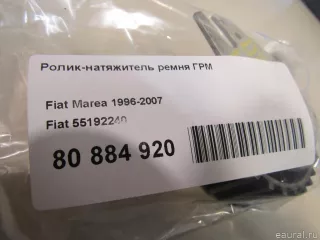 Ролик-натяжитель ремня ГРМ
Fiat Marea 1996-2007
Fiat 55192240
80 884 920
© eaural.ru